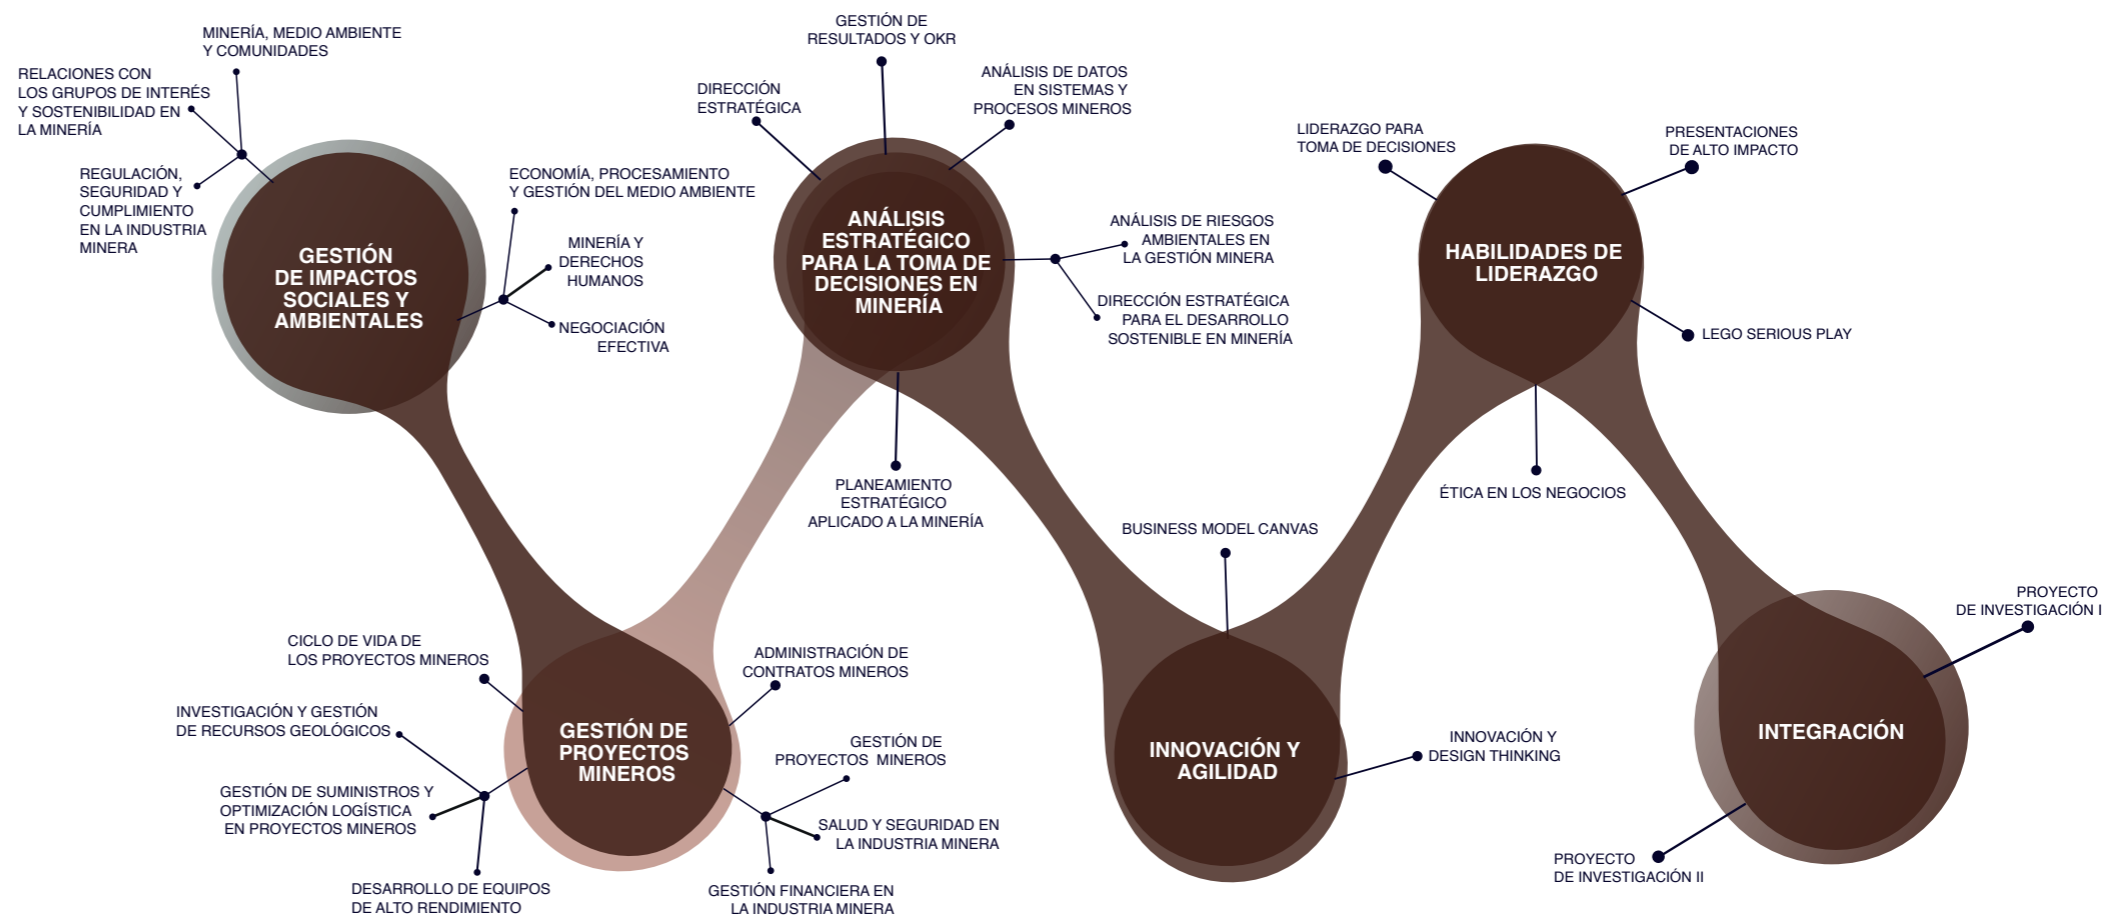 MINERÍA, MEDIO AMBIENTE
Y COMUNIDADES
RELACIONES CON
LOS GRUPOS DE INTERÉS
Y SOSTENIBILIDAD EN
LA MINERÍA
REGULACIÓN,
SEGURIDAD Y
CUMPLIMIENTO
EN LA INDUSTRIA
MINERA
GESTIÓN
DE IMPACTOS
SOCIALES Y
AMBIENTALES
ECONOMÍA, PROCESAMIENTO
Y GESTIÓN DEL MEDIO AMBIENTE
MINERÍA Y
DERECHOS
HUMANOS
NEGOCIACIÓN
EFECTIVA
CICLO DE VIDA DE
LOS PROYECTOS MINEROS
INVESTIGACIÓN Y GESTIÓN
DE RECURSOS GEOLÓGICOS
GESTIÓN DE SUMINISTROS Y
OPTIMIZACIÓN LOGÍSTICA
EN PROYECTOS MINEROS
DESARROLLO DE EQUIPOS
DE ALTO RENDIMIENTO
GESTIÓN DE
PROYECTOS
MINEROS
ADMINISTRACIÓN DE
CONTRATOS MINEROS
GESTIÓN DE
PROYECTOS MINEROS
SALUD Y SEGURIDAD EN
LA INDUSTRIA MINERA
GESTIÓN FINANCIERA EN
LA INDUSTRIA MINERA
DIRECCIÓN
ESTRATÉGICA
GESTIÓN DE
RESULTADOS Y OKR
ANÁLISIS DE DATOS
EN SISTEMAS Y
PROCESOS MINEROS
ANÁLISIS
ESTRATÉGICO
PARA LA TOMA DE
DECISIONES EN
MINERÍA
ANÁLISIS DE RIESGOS
AMBIENTALES EN
LA GESTIÓN MINERA
DIRECCIÓN ESTRATÉGICA
PARA EL DESARROLLO
SOSTENIBLE EN MINERÍA
PLANEAMIENTO
ESTRATÉGICO
APLICADO A LA MINERÍA
BUSINESS MODEL CANVAS
INNOVACIÓN Y
AGILIDAD
INNOVACIÓN Y
DESIGN THINKING
LIDERAZGO PARA
TOMA DE DECISIONES
PRESENTACIONES
DE ALTO IMPACTO
HABILIDADES DE
LIDERAZGO
LEGO SERIOUS PLAY
ÉTICA EN LOS NEGOCIOS
PROYECTO
DE INVESTIGACIÓN I
INTEGRACIÓN
PROYECTO
DE INVESTIGACIÓN II